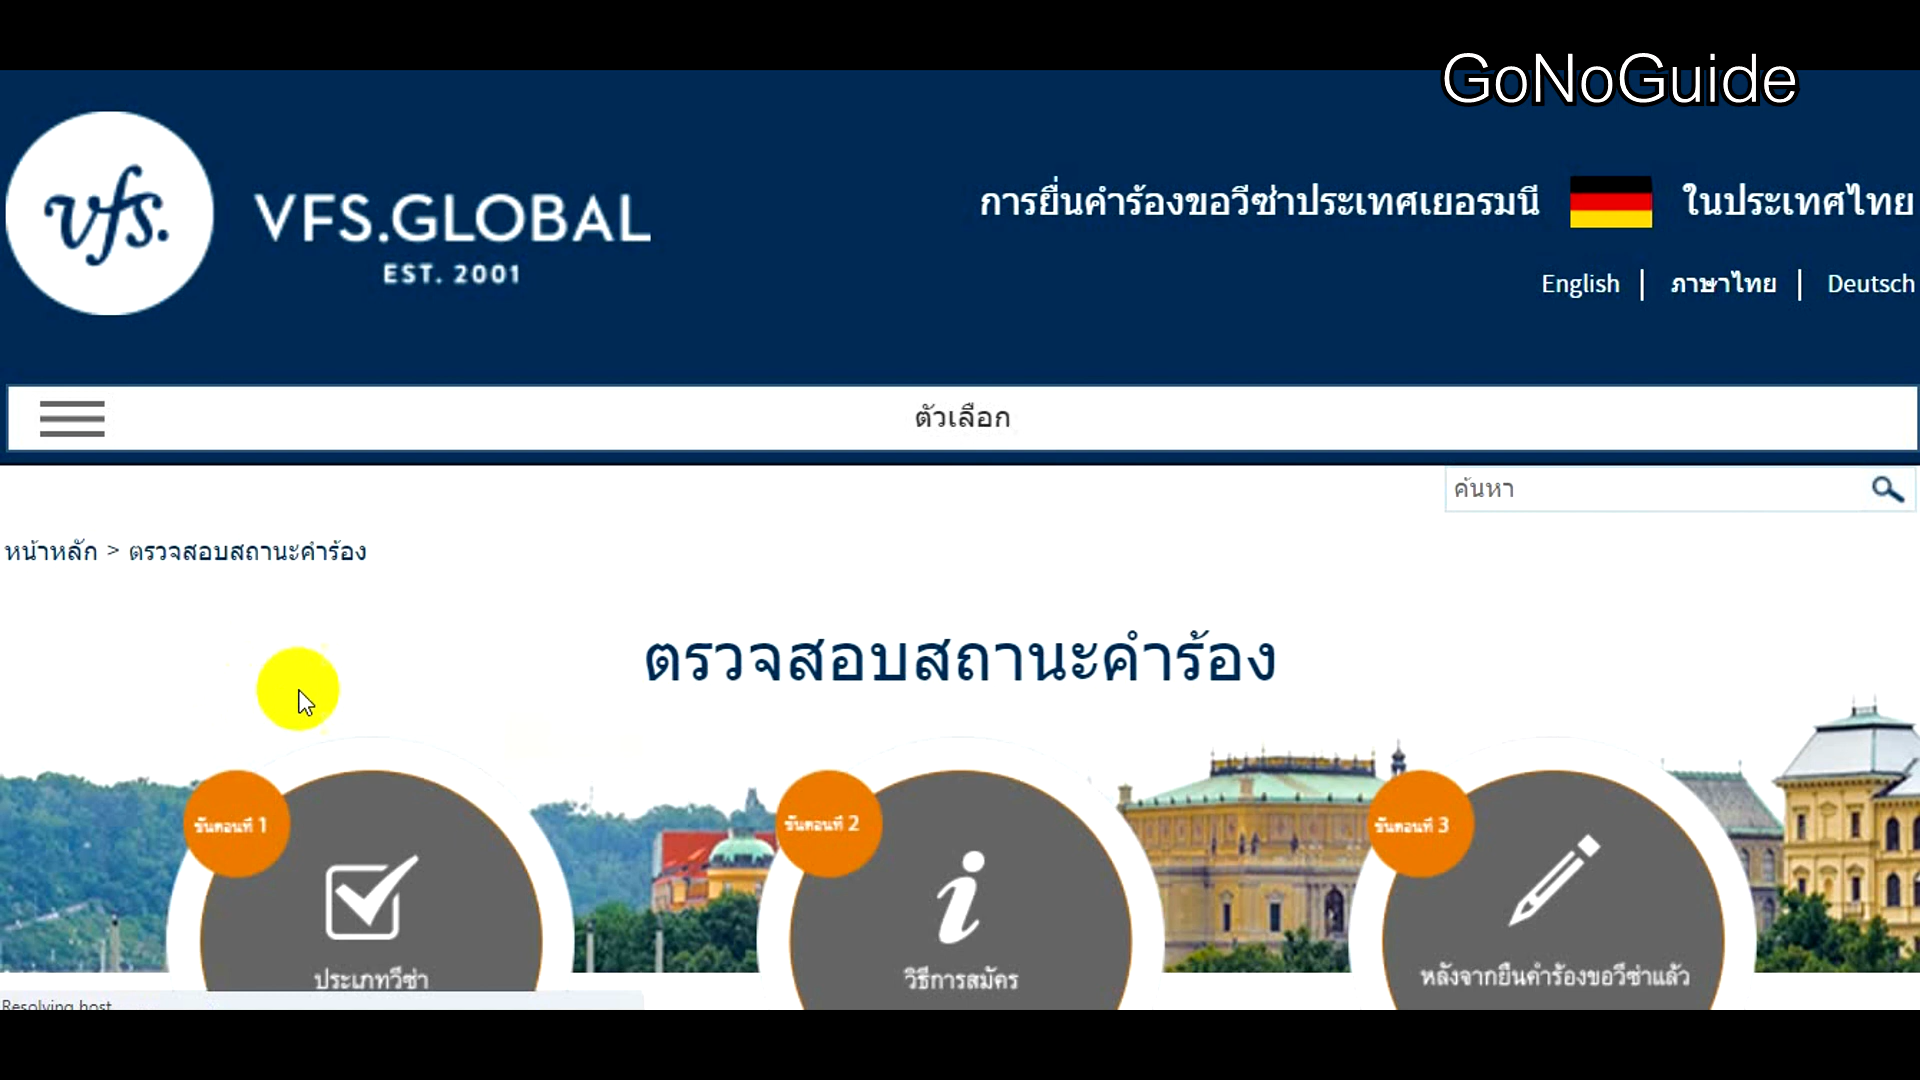 GoNoGuide
vfs.
VFS.GLOBAL
EST. 2001
การยื่นคำร้องขอวีซ่าประเทศเยอรมนี ในประเทศไทย
English | ภาษาไทย | Deutsch
ตัวเลือก
ค้นหา
หน้าหลัก > ตรวจสอบสถานะคำร้อง
ตรวจสอบสถานะคำร้อง
ขั้นตอนที่ 1
ประเภทวีซ่า
ขั้นตอนที่ 2
วิธีการสมัคร
ขั้นตอนที่ 3
หลังจากยื่นคำร้องขอวีซ่าแล้ว
Resolving host